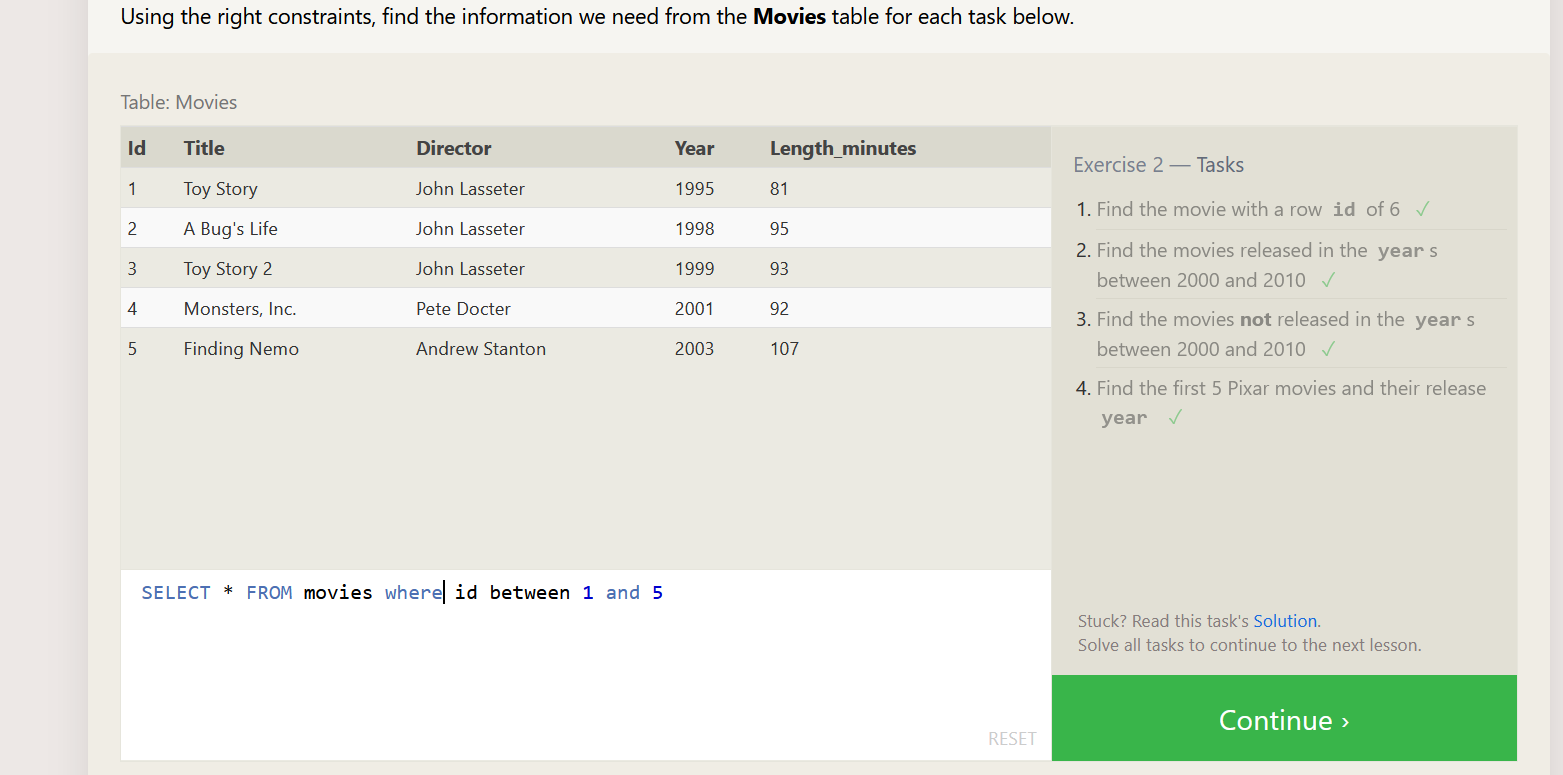 Using the right constraints, find the information we need from the Movies table for each task below.
Table: Movies
Id Title Director Year Length_minutes
1 Toy Story John Lasseter 1995 81
2 A Bug's Life John Lasseter 1998 95
3 Toy Story 2 John Lasseter 1999 93
4 Monsters, Inc. Pete Docter 2001 92
5 Finding Nemo Andrew Stanton 2003 107
SELECT * FROM movies where id between 1 and 5
RESET
Exercise 2 — Tasks
1. Find the movie with a row id of 6 ✓
2. Find the movies released in the year s
between 2000 and 2010 ✓
3. Find the movies not released in the year s
between 2000 and 2010 ✓
4. Find the first 5 Pixar movies and their release
year ✓
Stuck? Read this task's Solution.
Solve all tasks to continue to the next lesson.
Continue ›